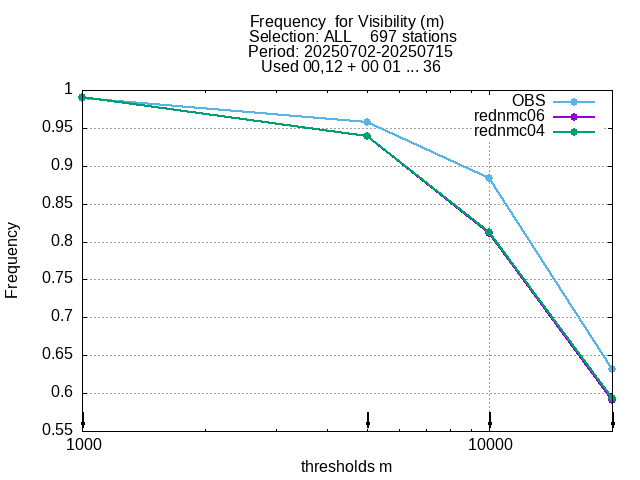 Frequency  for Visibility (m)
Selection: ALL    697 stations
Period: 20250702-20250715
Used 00,12 + 00 01 ... 36
OBS
rednmc06
rednmc04
1
0.95
0.9
0.85
0.8
0.75
0.7
0.65
0.6
0.55
Frequency
1000
10000
thresholds m